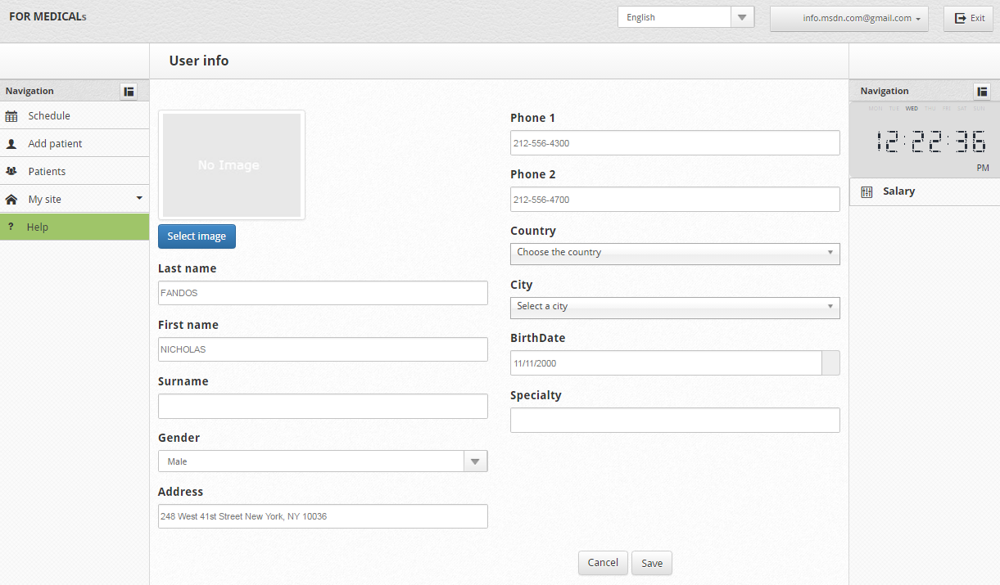 FOR MEDICALs
English
info.msdn.com@gmail.com
Exit
User info
Navigation
Schedule
Add patient
Patients
My site
? Help
No Image
Select image
Last name
FANDOS
First name
NICHOLAS
Surname
Gender
Male
Address
248 West 41st Street New York, NY 10036
Phone 1
212-556-4300
Phone 2
212-556-4700
Country
Choose the country
City
Select a city
BirthDate
11/11/2000
Specialty
Cancel Save
Navigation
MON TUE WED THU FRI SAT SUN
12:22:36
PM
Salary